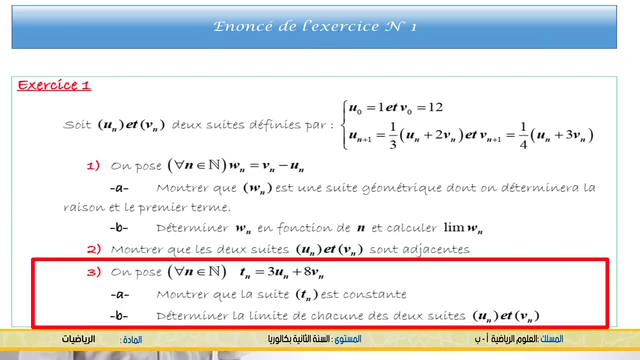 Enoncé de l'exercice N° 1
Exercice 1
Soit (uₙ) et (vₙ) deux suites définies par : { u₀ = 1 et v₀ = 12
uₙ₊₁ = 1/3 (uₙ + 2vₙ) et vₙ₊₁ = 1/4 (uₙ + 3vₙ)
1) On pose (∀n ∈ ℕ) wₙ = vₙ − uₙ
-a- Montrer que (wₙ) est une suite géométrique dont on déterminera la
raison et le premier terme.
-b- Déterminer wₙ en fonction de n et calculer lim wₙ
2) Montrer que les deux suites (uₙ) et (vₙ) sont adjacentes
3) On pose (∀n ∈ ℕ) tₙ = 3uₙ + 8vₙ
-a- Montrer que la suite (tₙ) est constante
-b- Déterminer la limite de chacune des deux suites (uₙ) et (vₙ)
المسلك: العلوم الرياضية أ - ب المستوى: السنة الثانية بكالوريا المادة: الرياضيات